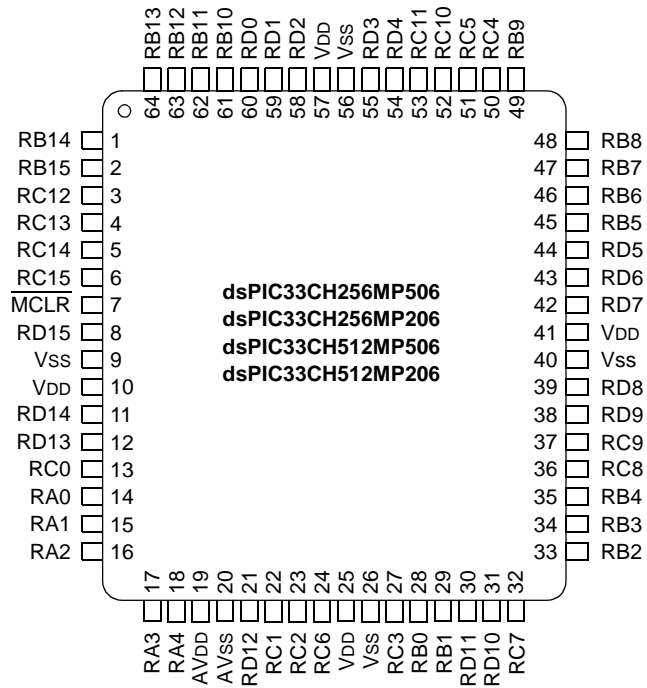 RB13 RB12 RB11 RB10 RD0 RD1 RD2 VDD VSS RD3 RD4 RC11 RC10 RC5 RC4 RB9
64 63 62 61 60 59 58 57 56 55 54 53 52 51 50 49
RB14 1 48 RB8
RB15 2 47 RB7
RC12 3 46 RB6
RC13 4 45 RB5
RC14 5 44 RD5
RC15 6 43 RD6
MCLR 7 42 RD7
RD15 8 41 VDD
VSS 9 40 VSS
VDD 10 39 RD8
RD14 11 38 RD9
RD13 12 37 RC9
RC0 13 36 RC8
RA0 14 35 RB4
RA1 15 34 RB3
RA2 16 33 RB2
dsPIC33CH256MP506
dsPIC33CH256MP206
dsPIC33CH512MP506
dsPIC33CH512MP206
17 18 19 20 21 22 23 24 25 26 27 28 29 30 31 32
RA3 RA4 AVDD AVSS RD12 RC1 RC2 RC6 VDD VSS RC3 RB0 RB1 RD11 RD10 RC7